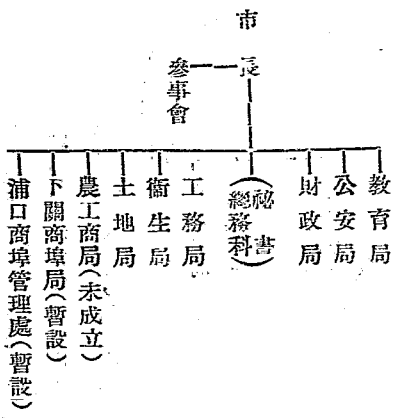 市長
參事會
教育局
公安局
財政局
(祕書
總務科)
工務局
衞生局
土地局
農工商局(未成立)
下關商埠局(暫設)
浦口商埠管理處(暫設)